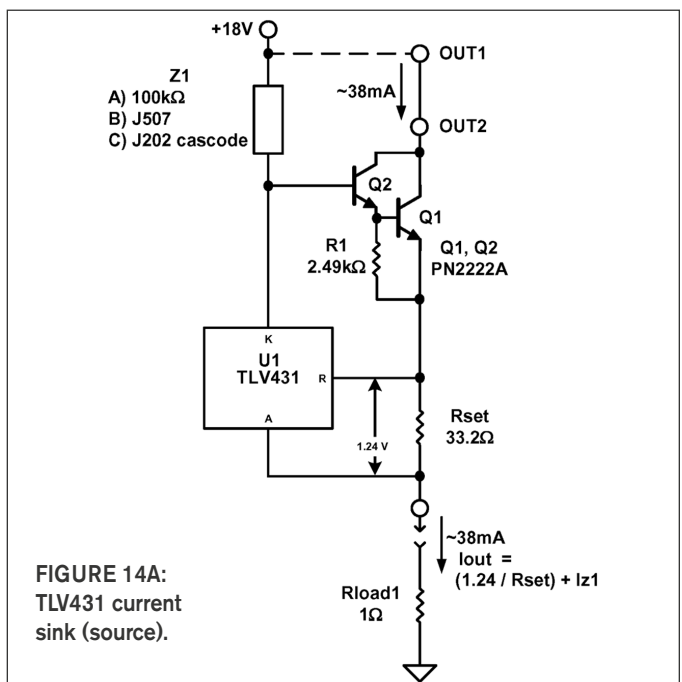 +18V
OUT1
Z1
A) 100kΩ
B) J507
C) J202 cascode
~38mA
OUT2
Q2
Q1
R1
2.49kΩ
Q1, Q2
PN2222A
K
U1
TLV431
R
A
1.24 V
Rset
33.2Ω
~38mA
Iout =
(1.24 / Rset) + Iz1
Rload1
1Ω
FIGURE 14A:
TLV431 current
sink (source).